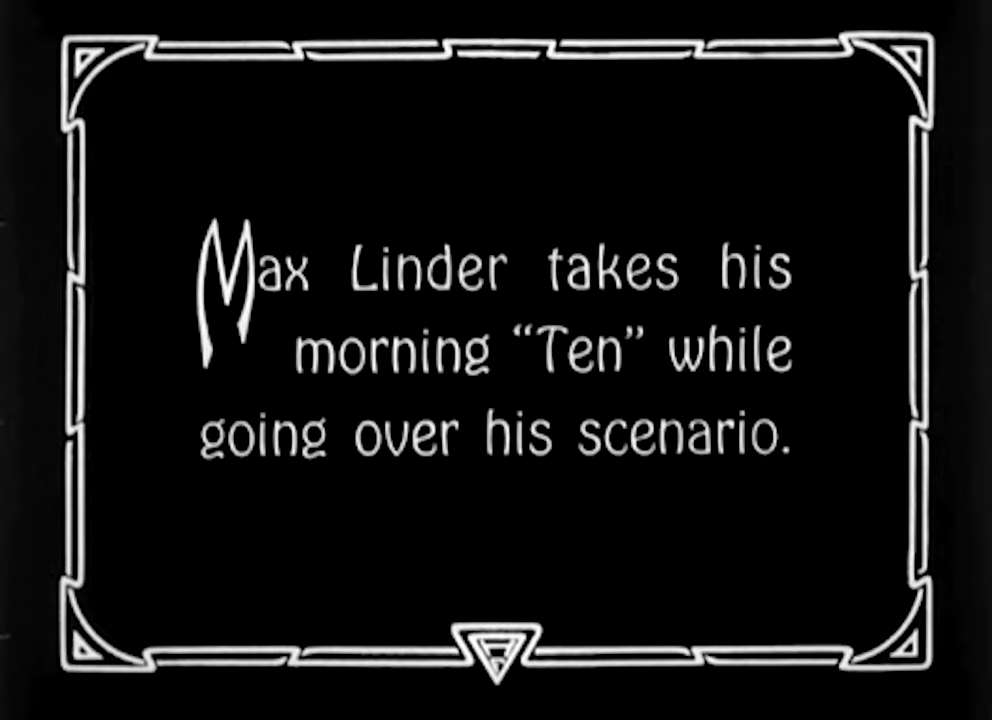 Max Linder takes his
morning “Ten” while
going over his scenario.